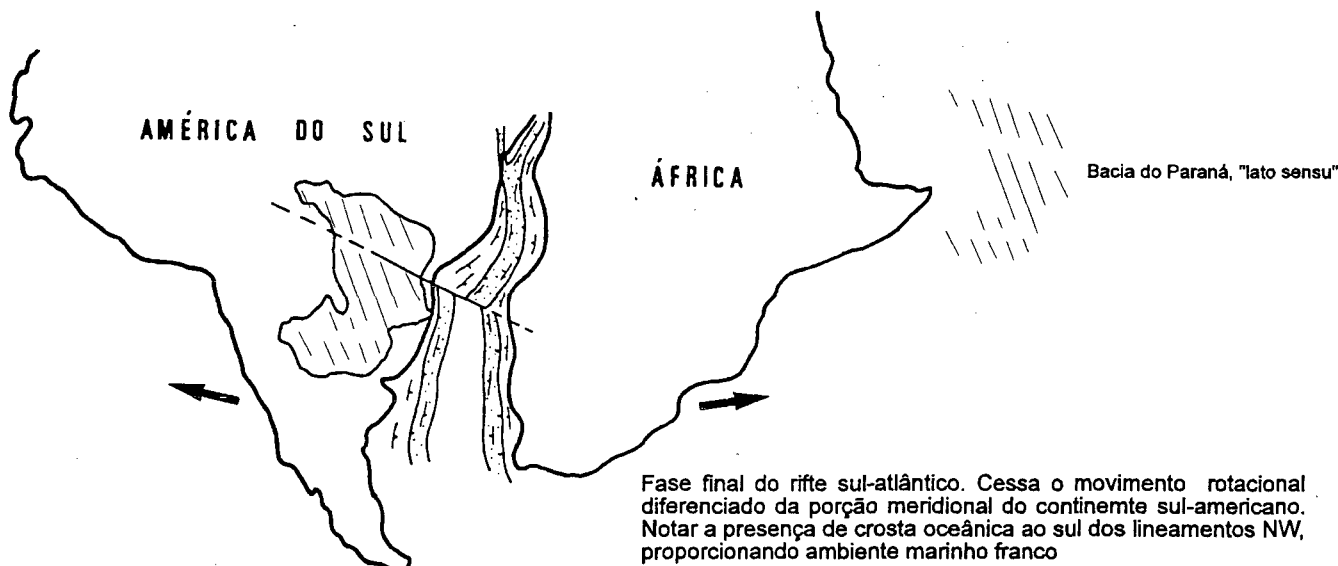 AMÉRICA DO SUL
ÁFRICA
Bacia do Paraná, "lato sensu"
Fase final do rifte sul-atlântico. Cessa o movimento rotacional
diferenciado da porção meridional do continemte sul-americano.
Notar a presença de crosta oceânica ao sul dos lineamentos NW,
proporcionando ambiente marinho franco